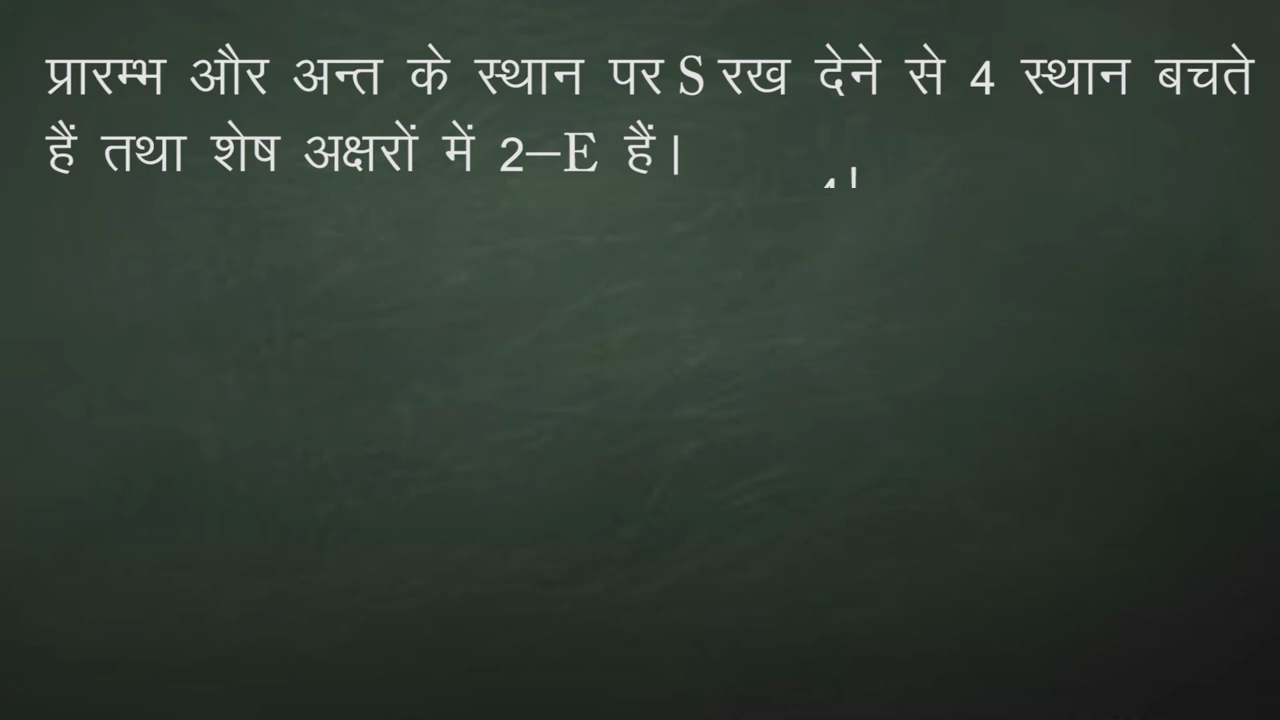 प्रारम्भ और अन्त के स्थान पर S रख देने से 4 स्थान बचते
हैं तथा शेष अक्षरों में 2–E हैं।